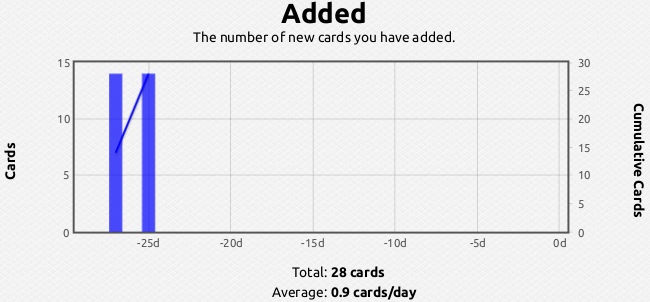 Added
The number of new cards you have added.
15
10
5
0
Cards
30
25
20
15
10
5
0
Cumulative Cards
-25d
-20d
-15d
-10d
-5d
0d
Total: 28 cards
Average: 0.9 cards/day